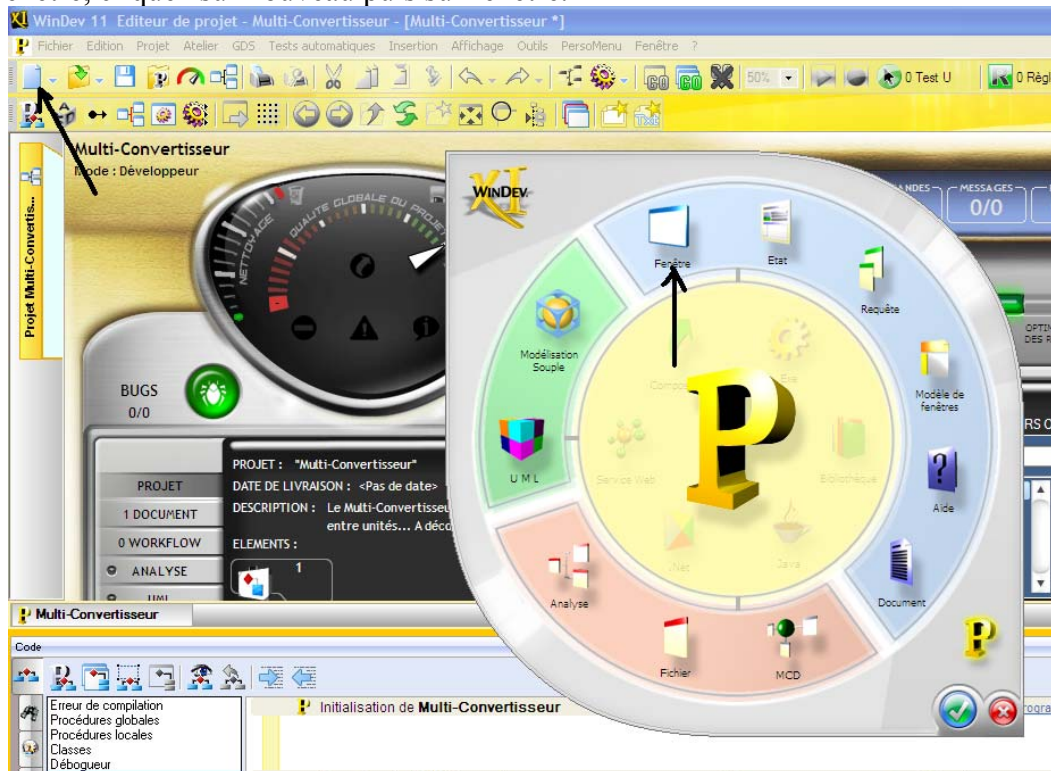 WinDev 11 Editeur de projet - Multi-Convertisseur - [Multi-Convertisseur *]
Fichier Edition Projet Atelier GDS Tests automatiques Insertion Affichage Outils PersoMenu Fenêtre ?
50% 0 Test U 0 Règl
Multi-Convertisseur
Mode : Développeur
Projet Multi-Convertis...
NETTOYAGE
QUALITE GLOBALE DU PROJET
WINDEV
MESSAGES
0/0
Fenêtre
Etat
Requête
Modèle de
fenêtres
Aide
Document
Modélisation
Souple
UML
Analyse
Fichier
MCD
Exe
Bibliothèque
Java
.Net
Service Web
P
BUGS
0/0
PROJET
1 DOCUMENT
0 WORKFLOW
ANALYSE
UML
PROJET : "Multi-Convertisseur"
DATE DE LIVRAISON : <Pas de date>
DESCRIPTION : Le Multi-Convertisseu
entre unités... A déco
ELEMENTS :
1
Multi-Convertisseur
Code
Erreur de compilation
Procédures globales
Procédures locales
Classes
Débogueur
Initialisation de Multi-Convertisseur